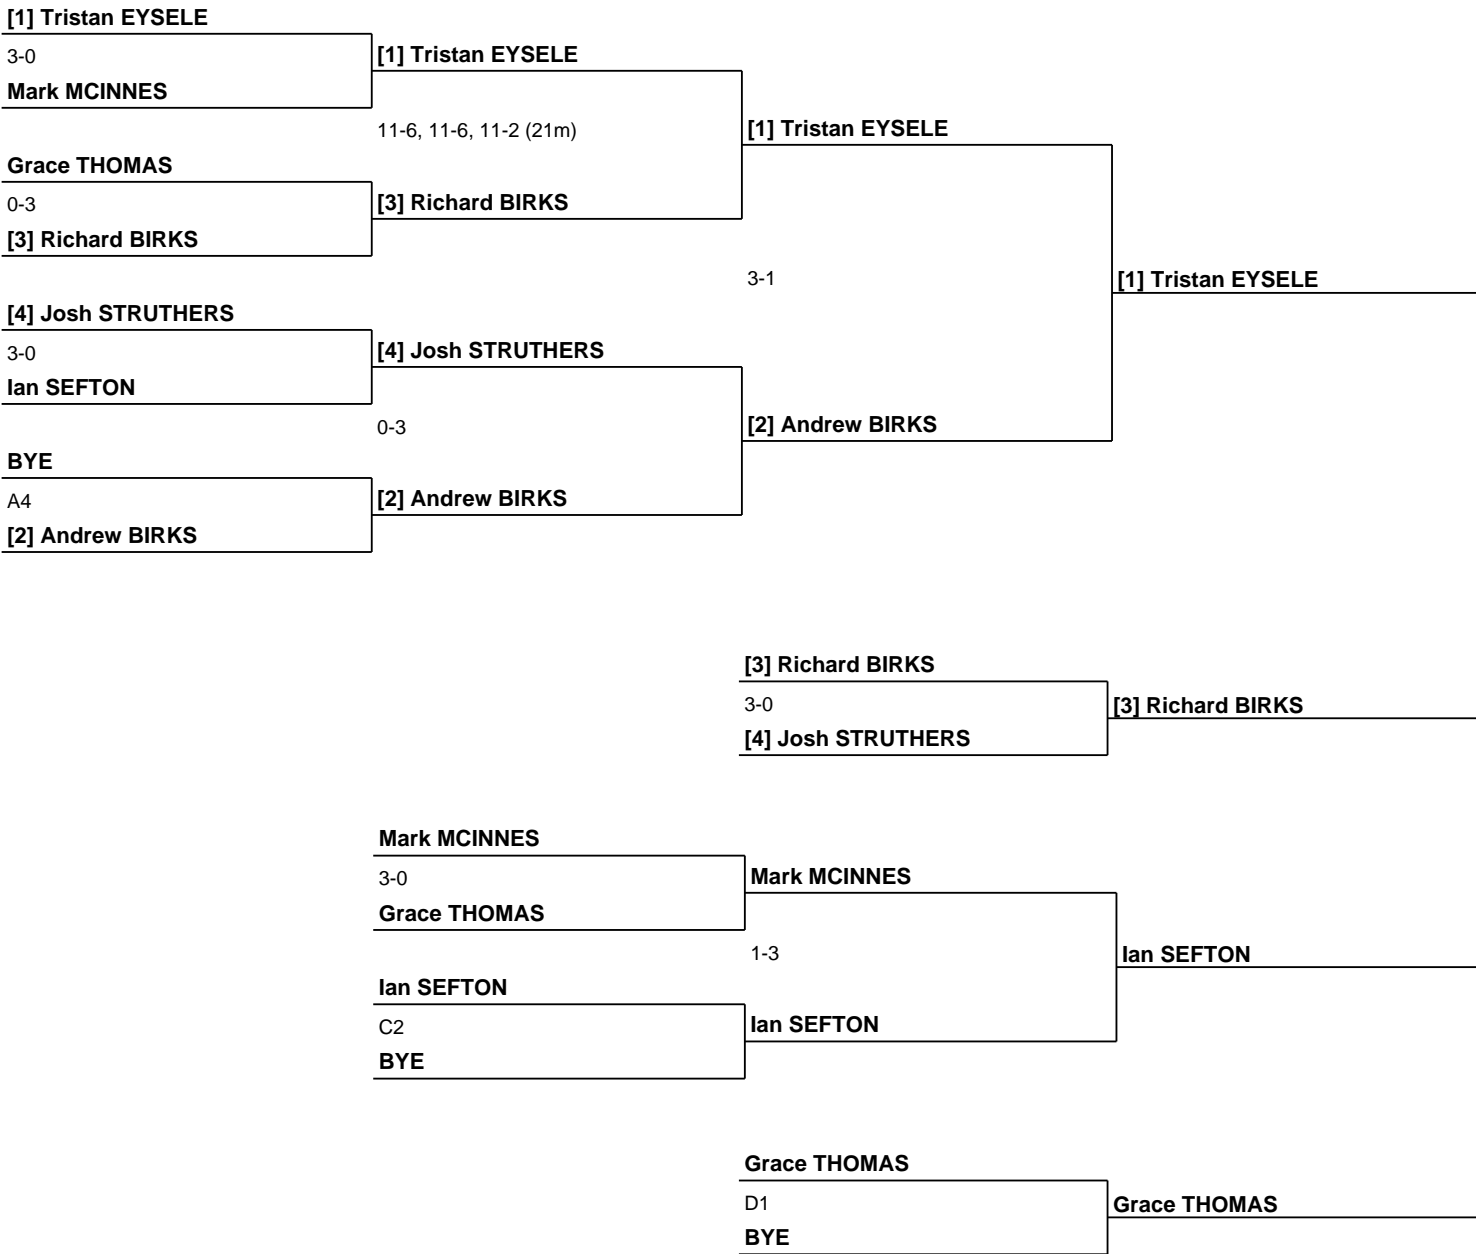 [1] Tristan EYSELE
3-0
[1] Tristan EYSELE
Mark MCINNES
11-6, 11-6, 11-2 (21m)
[1] Tristan EYSELE
Grace THOMAS
0-3
[3] Richard BIRKS
[3] Richard BIRKS
3-1
[1] Tristan EYSELE
[4] Josh STRUTHERS
3-0
[4] Josh STRUTHERS
Ian SEFTON
0-3
[2] Andrew BIRKS
BYE
A4
[2] Andrew BIRKS
[2] Andrew BIRKS
[3] Richard BIRKS
3-0
[3] Richard BIRKS
[4] Josh STRUTHERS
Mark MCINNES
3-0
Mark MCINNES
Grace THOMAS
1-3
Ian SEFTON
Ian SEFTON
C2
Ian SEFTON
BYE
Grace THOMAS
D1
Grace THOMAS
BYE